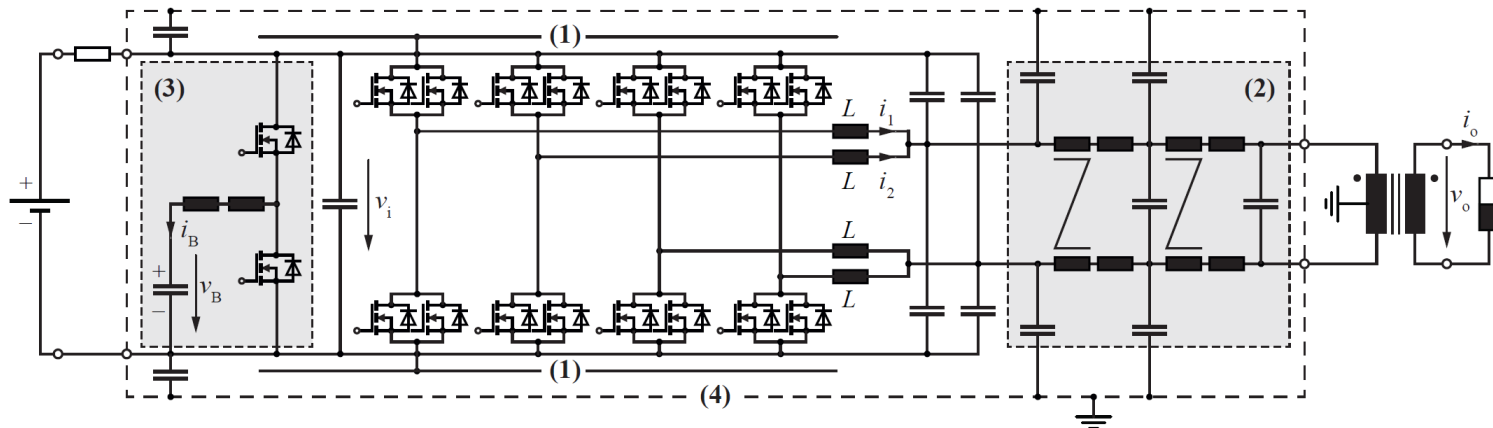 (1)
(3)
(2)
+
−
L
i1
L
i2
vi
iB
+
vB
−
L
L
io
vo
(1)
(4)